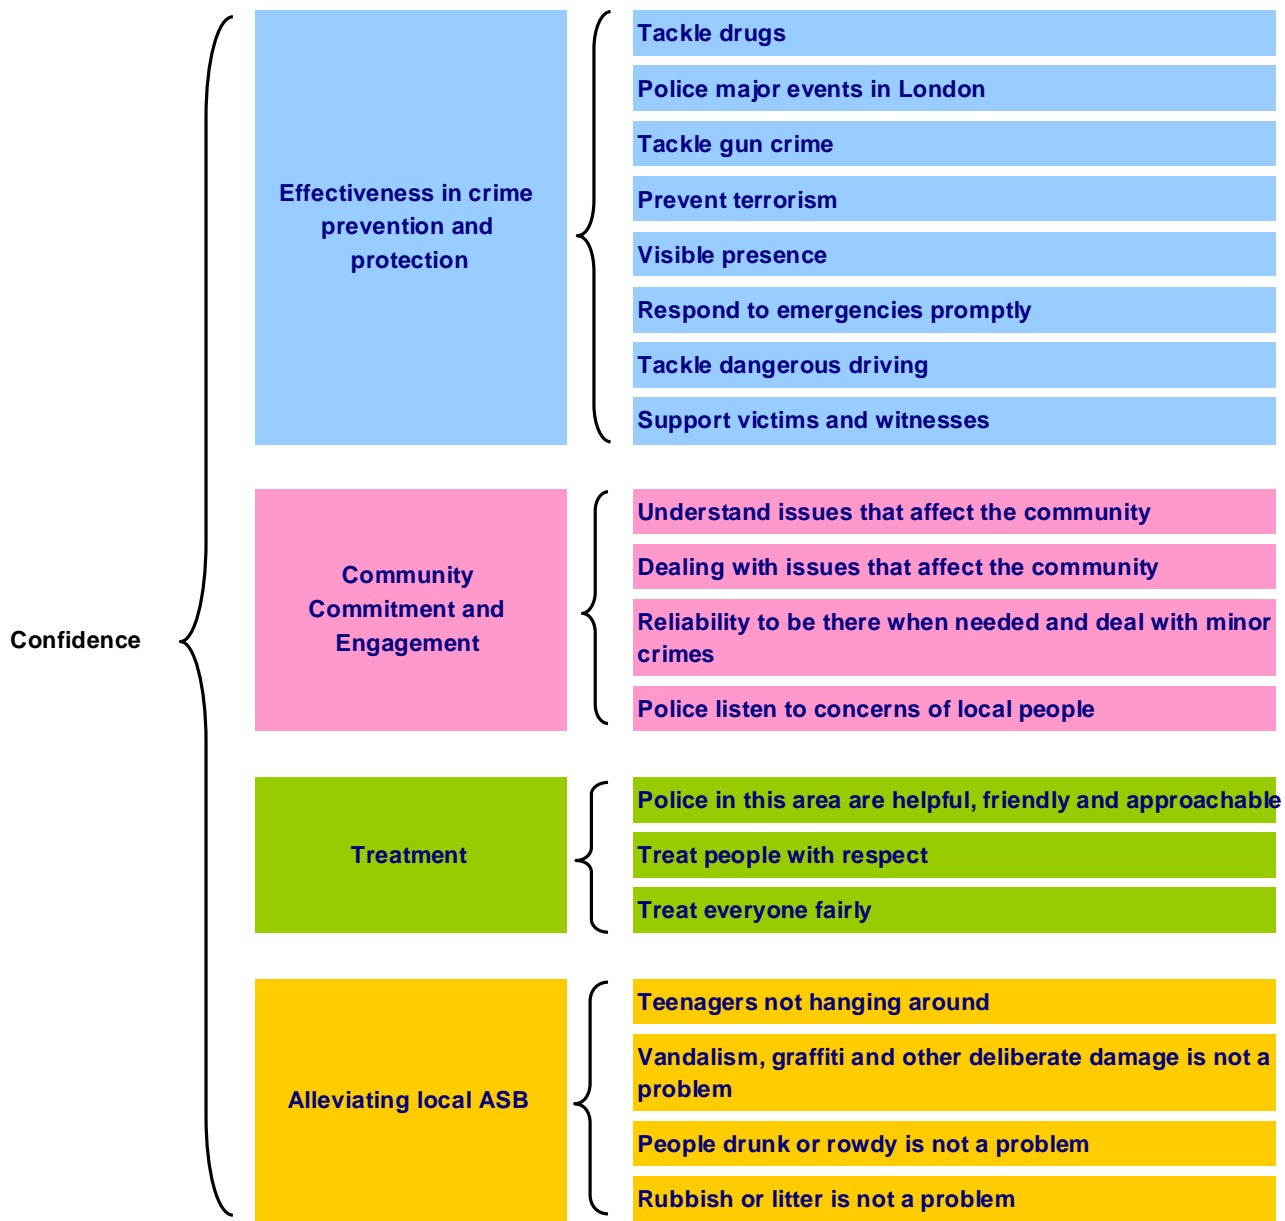 Confidence
Effectiveness in crime
prevention and
protection
Tackle drugs
Police major events in London
Tackle gun crime
Prevent terrorism
Visible presence
Respond to emergencies promptly
Tackle dangerous driving
Support victims and witnesses
Community
Commitment and
Engagement
Understand issues that affect the community
Dealing with issues that affect the community
Reliability to be there when needed and deal with minor
crimes
Police listen to concerns of local people
Treatment
Police in this area are helpful, friendly and approachable
Treat people with respect
Treat everyone fairly
Alleviating local ASB
Teenagers not hanging around
Vandalism, graffiti and other deliberate damage is not a
problem
People drunk or rowdy is not a problem
Rubbish or litter is not a problem